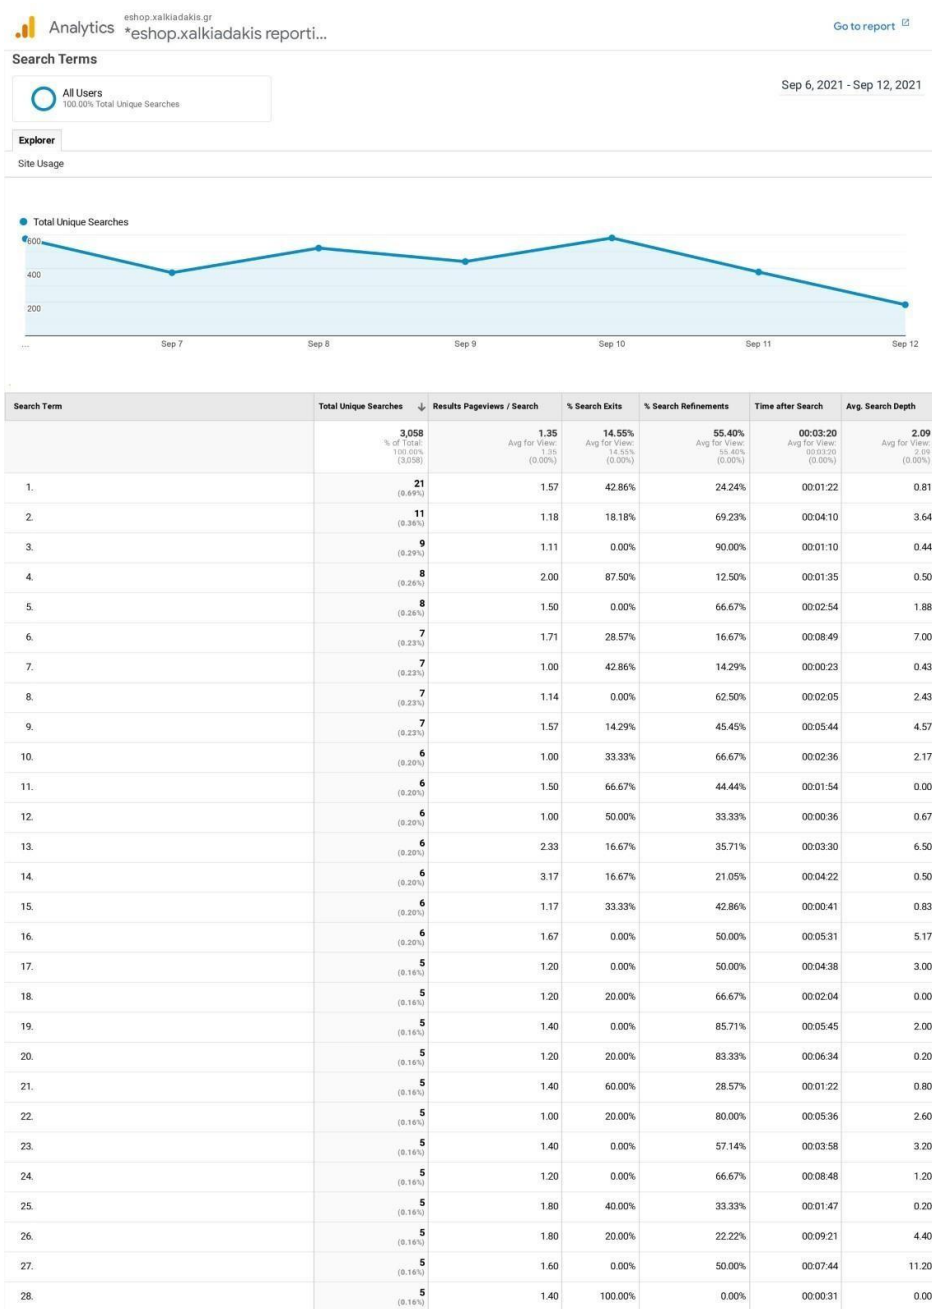 Analytics
eshop.xalkiadakis.gr
*eshop.xalkiadakis reporti...
Go to report
Search Terms
All Users
100.00% Total Unique Searches
Sep 6, 2021 - Sep 12, 2021
Explorer
Site Usage
Total Unique Searches
600
400
200
... Sep 7 Sep 8 Sep 9 Sep 10 Sep 11 Sep 12
Search Term Total Unique Searches Results Pageviews / Search % Search Exits % Search Refinements Time after Search Avg. Search Depth
3,058 1.35 14.55% 55.40% 00:03:20 2.09
% of Total: Avg for View: Avg for View: Avg for View: Avg for View: Avg for View:
100.00% 1.35 14.55% 55.40% 00:03:20 2.09
(3,058) (0.00%) (0.00%) (0.00%) (0.00%) (0.00%)
1. 21 1.57 42.86% 24.24% 00:01:22 0.81
(0.69%)
2. 11 1.18 18.18% 69.23% 00:04:10 3.64
(0.36%)
3. 9 1.11 0.00% 90.00% 00:01:10 0.44
(0.29%)
4. 8 2.00 87.50% 12.50% 00:01:35 0.50
(0.26%)
5. 8 1.50 0.00% 66.67% 00:02:54 1.88
(0.26%)
6. 7 1.71 28.57% 16.67% 00:08:49 7.00
(0.23%)
7. 7 1.00 42.86% 14.29% 00:00:23 0.43
(0.23%)
8. 7 1.14 0.00% 62.50% 00:02:05 2.43
(0.23%)
9. 7 1.57 14.29% 45.45% 00:05:44 4.57
(0.23%)
10. 6 1.00 33.33% 66.67% 00:02:36 2.17
(0.20%)
11. 6 1.50 66.67% 44.44% 00:01:54 0.00
(0.20%)
12. 6 1.00 50.00% 33.33% 00:00:36 0.67
(0.20%)
13. 6 2.33 16.67% 35.71% 00:03:30 6.50
(0.20%)
14. 6 3.17 16.67% 21.05% 00:04:22 0.50
(0.20%)
15. 6 1.17 33.33% 42.86% 00:00:41 0.83
(0.20%)
16. 6 1.67 0.00% 50.00% 00:05:31 5.17
(0.20%)
17. 5 1.20 0.00% 50.00% 00:04:38 3.00
(0.16%)
18. 5 1.20 20.00% 66.67% 00:02:04 0.00
(0.16%)
19. 5 1.40 0.00% 85.71% 00:05:45 2.00
(0.16%)
20. 5 1.20 20.00% 83.33% 00:06:34 0.20
(0.16%)
21. 5 1.40 60.00% 28.57% 00:01:22 0.80
(0.16%)
22. 5 1.00 20.00% 80.00% 00:05:36 2.60
(0.16%)
23. 5 1.40 0.00% 57.14% 00:03:58 3.20
(0.16%)
24. 5 1.20 0.00% 66.67% 00:08:48 1.20
(0.16%)
25. 5 1.80 40.00% 33.33% 00:01:47 0.20
(0.16%)
26. 5 1.80 20.00% 22.22% 00:09:21 4.40
(0.16%)
27. 5 1.60 0.00% 50.00% 00:07:44 11.20
(0.16%)
28. 5 1.40 100.00% 0.00% 00:00:31 0.00
(0.16%)